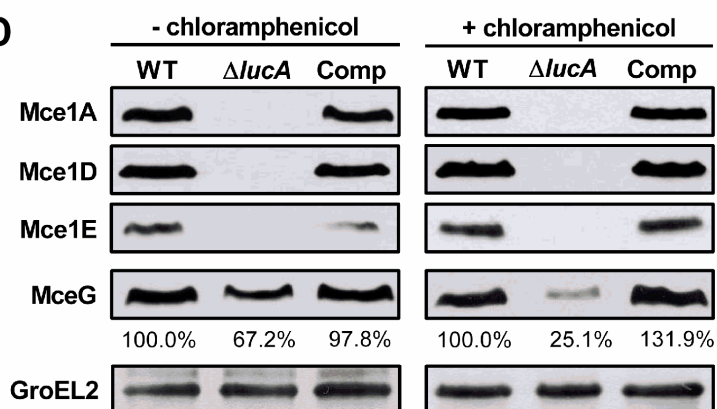 D
- chloramphenicol + chloramphenicol
WT ΔlucA Comp WT ΔlucA Comp
Mce1A
Mce1D
Mce1E
MceG
100.0% 67.2% 97.8% 100.0% 25.1% 131.9%
GroEL2